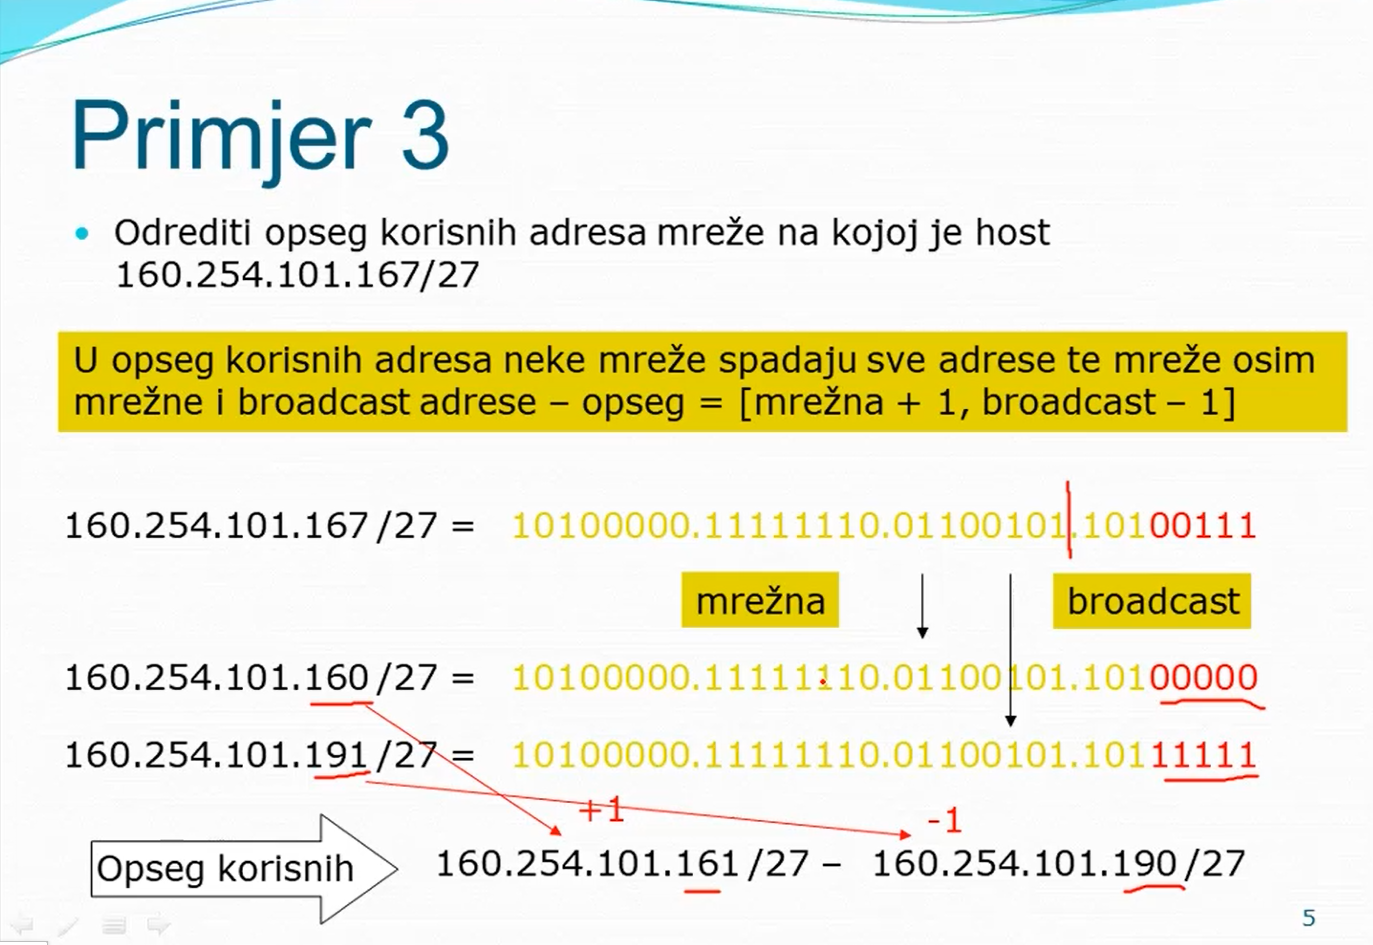 Primjer 3
Odrediti opseg korisnih adresa mreže na kojoj je host
160.254.101.167/27
U opseg korisnih adresa neke mreže spadaju sve adrese te mreže osim
mrežne i broadcast adrese – opseg = [mrežna + 1, broadcast – 1]
160.254.101.167/27 = 10100000.11111110.01100101.10100111
mrežna broadcast
160.254.101.160/27 = 10100000.11111110.01100101.10100000
160.254.101.191/27 = 10100000.11111110.01100101.10111111
+1 -1
Opseg korisnih 160.254.101.161/27 – 160.254.101.190/27
5